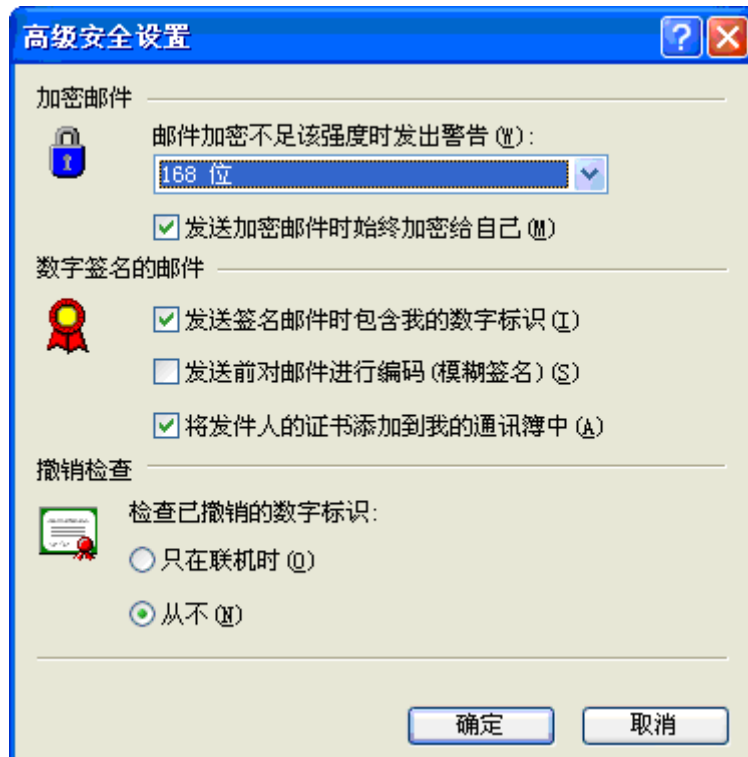 高级安全设置
加密邮件
邮件加密不足该强度时发出警告(W):
168 位
发送加密邮件时始终加密给自己(M)
数字签名的邮件
发送签名邮件时包含我的数字标识(I)
发送前对邮件进行编码(模糊签名)(S)
将发件人的证书添加到我的通讯簿中(A)
撤销检查
检查已撤销的数字标识:
只在联机时(O)
从不(N)
确定 取消